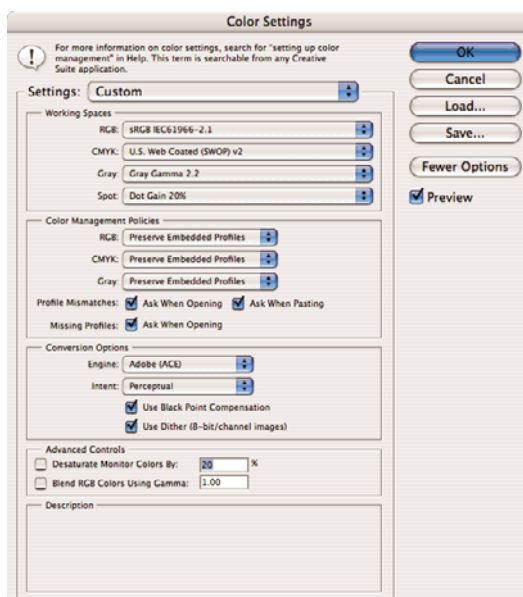 Color Settings
For more information on color settings, search for "setting up color
management" in Help. This term is searchable from any Creative
Suite application.
OK
Cancel
Load...
Save...
Fewer Options
Preview
Settings: Custom
Working Spaces
RGB: sRGB IEC61966-2.1
CMYK: U.S. Web Coated (SWOP) v2
Gray: Gray Gamma 2.2
Spot: Dot Gain 20%
Color Management Policies
RGB: Preserve Embedded Profiles
CMYK: Preserve Embedded Profiles
Gray: Preserve Embedded Profiles
Profile Mismatches: Ask When Opening Ask When Pasting
Missing Profiles: Ask When Opening
Conversion Options
Engine: Adobe (ACE)
Intent: Perceptual
Use Black Point Compensation
Use Dither (8-bit/channel images)
Advanced Controls
Desaturate Monitor Colors By: 20 %
Blend RGB Colors Using Gamma: 1.00
Description